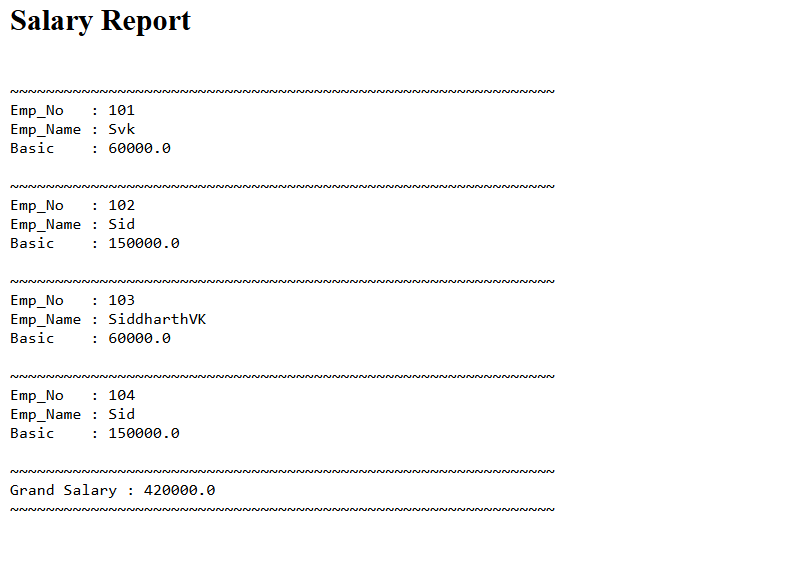 Salary Report
~~~~~~~~~~~~~~~~~~~~~~~~~~~~~~~~~~~~~~~~~~~~~~~~~~~~~~~~~~~~~
Emp_No   : 101
Emp_Name : Svk
Basic    : 60000.0
~~~~~~~~~~~~~~~~~~~~~~~~~~~~~~~~~~~~~~~~~~~~~~~~~~~~~~~~~~~~~
Emp_No   : 102
Emp_Name : Sid
Basic    : 150000.0
~~~~~~~~~~~~~~~~~~~~~~~~~~~~~~~~~~~~~~~~~~~~~~~~~~~~~~~~~~~~~
Emp_No   : 103
Emp_Name : SiddharthVK
Basic    : 60000.0
~~~~~~~~~~~~~~~~~~~~~~~~~~~~~~~~~~~~~~~~~~~~~~~~~~~~~~~~~~~~~
Emp_No   : 104
Emp_Name : Sid
Basic    : 150000.0
~~~~~~~~~~~~~~~~~~~~~~~~~~~~~~~~~~~~~~~~~~~~~~~~~~~~~~~~~~~~~
Grand Salary : 420000.0
~~~~~~~~~~~~~~~~~~~~~~~~~~~~~~~~~~~~~~~~~~~~~~~~~~~~~~~~~~~~~